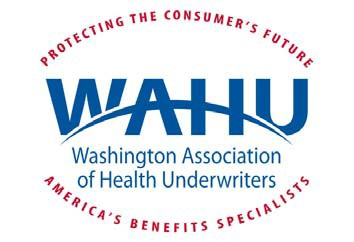 PROTECTING THE CONSUMER'S FUTURE
WAHU
Washington Association
of Health Underwriters
AMERICA'S BENEFITS SPECIALISTS